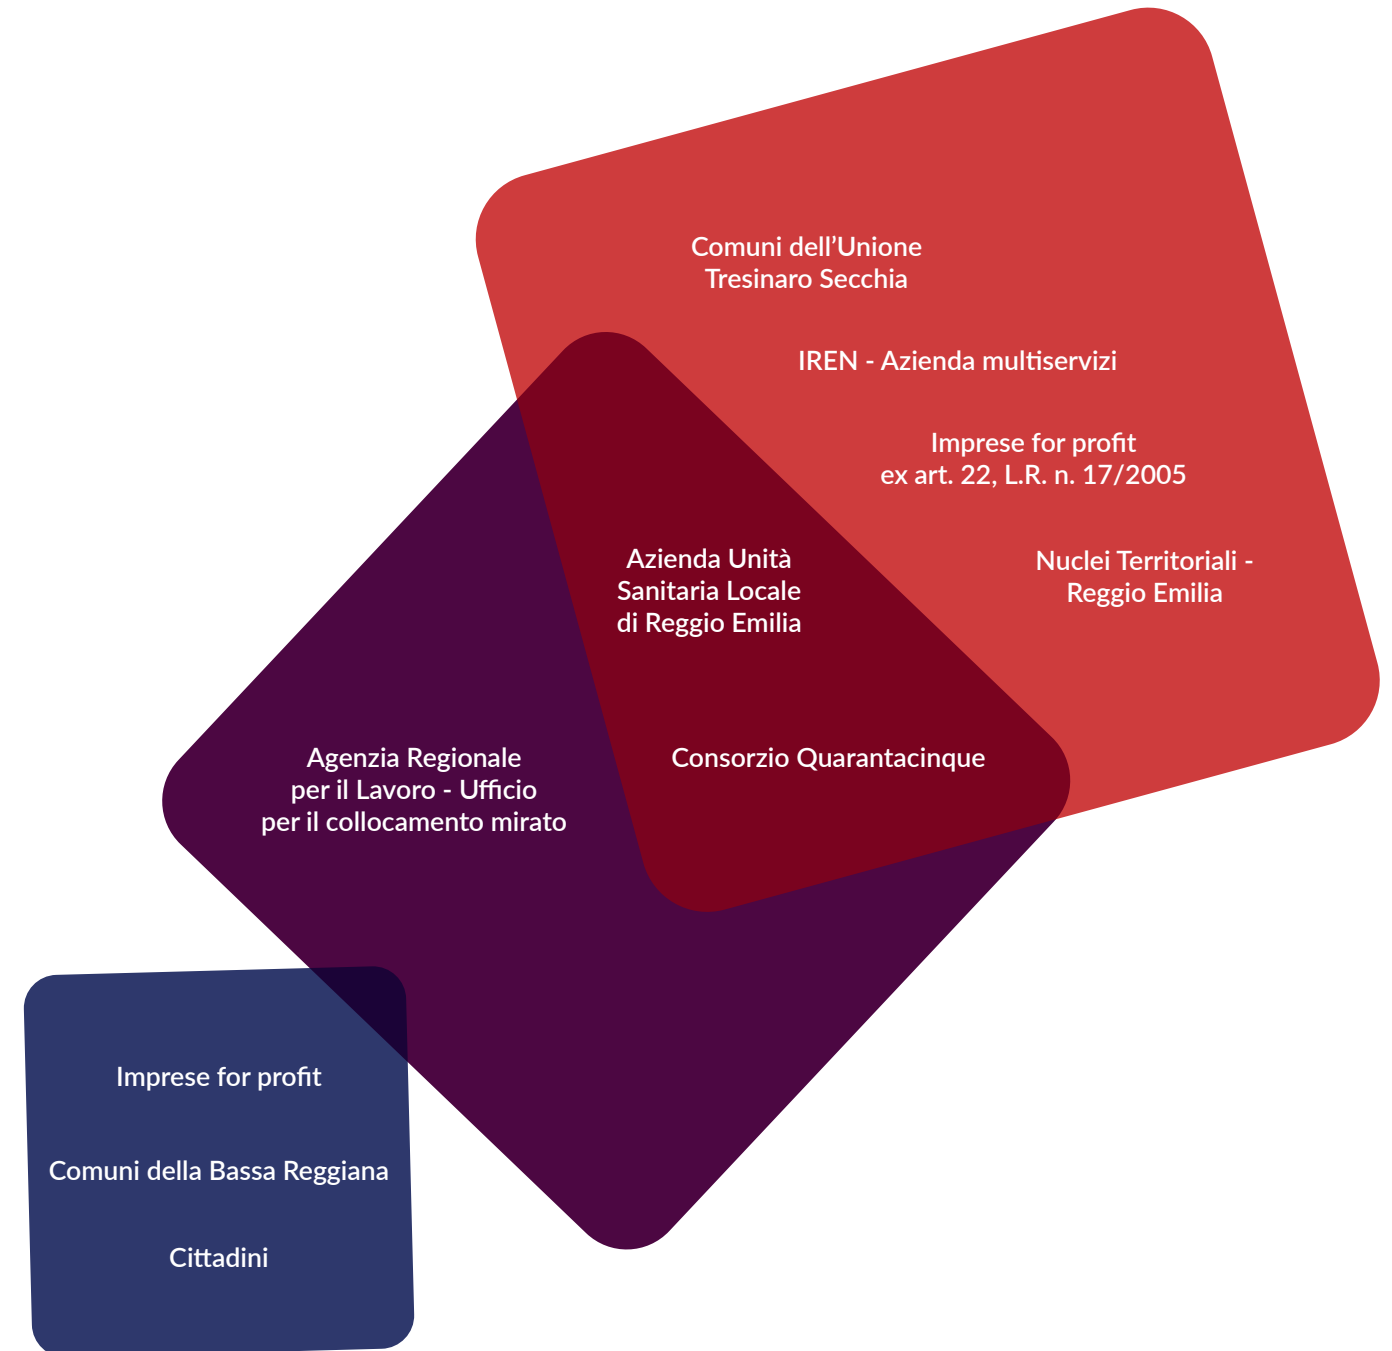 Comuni dell’Unione
Tresinaro Secchia
IREN - Azienda multiservizi
Imprese for profit
ex art. 22, L.R. n. 17/2005
Nuclei Territoriali -
Reggio Emilia
Azienda Unità
Sanitaria Locale
di Reggio Emilia
Consorzio Quarantacinque
Agenzia Regionale
per il Lavoro - Ufficio
per il collocamento mirato
Imprese for profit
Comuni della Bassa Reggiana
Cittadini